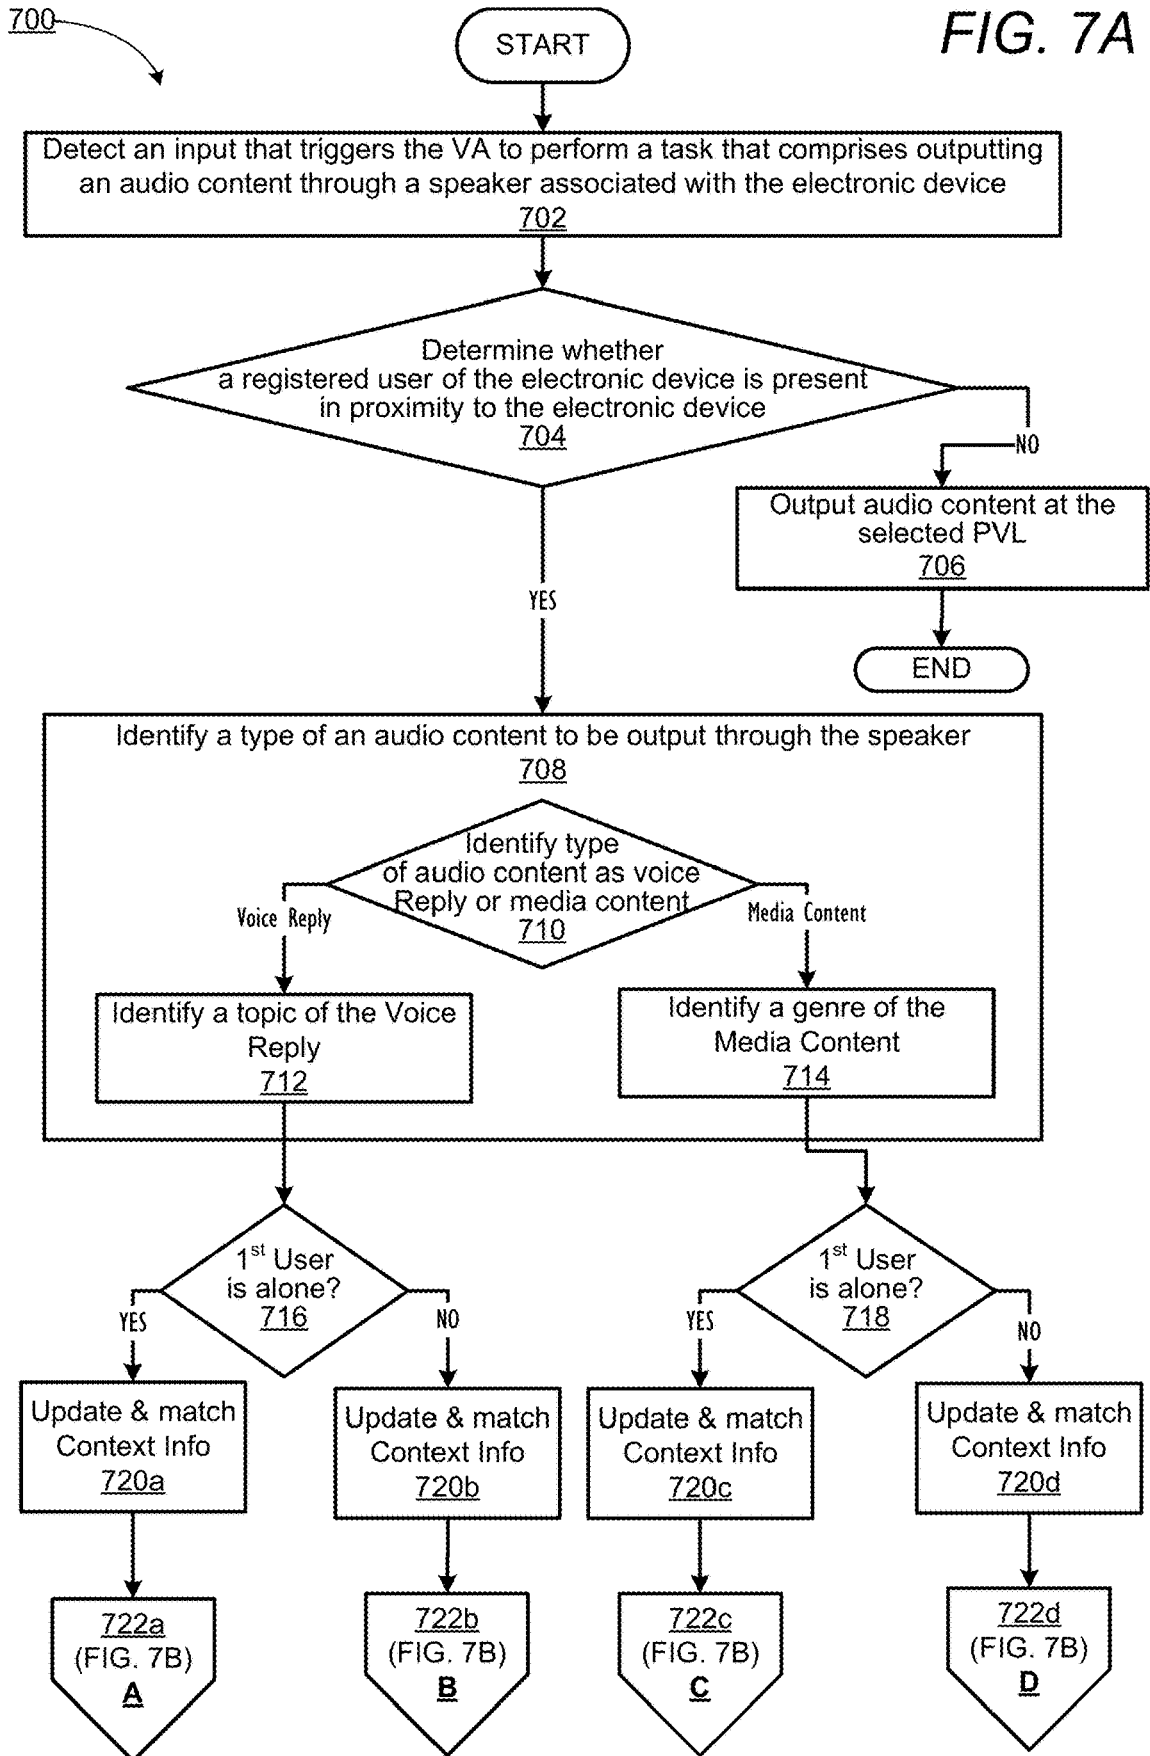 700
START
FIG. 7A
Detect an input that triggers the VA to perform a task that comprises outputting
an audio content through a speaker associated with the electronic device
702
Determine whether
a registered user of the electronic device is present
in proximity to the electronic device
704
NO
Output audio content at the
selected PVL
706
YES
END
Identify a type of an audio content to be output through the speaker
708
Identify type
of audio content as voice
Reply or media content
710
Voice Reply
Media Content
Identify a topic of the Voice
Reply
712
Identify a genre of the
Media Content
714
1st User
is alone?
716
YES
NO
1st User
is alone?
718
YES
NO
Update & match
Context Info
720a
Update & match
Context Info
720b
Update & match
Context Info
720c
Update & match
Context Info
720d
722a
(FIG. 7B)
A
722b
(FIG. 7B)
B
722c
(FIG. 7B)
C
722d
(FIG. 7B)
D